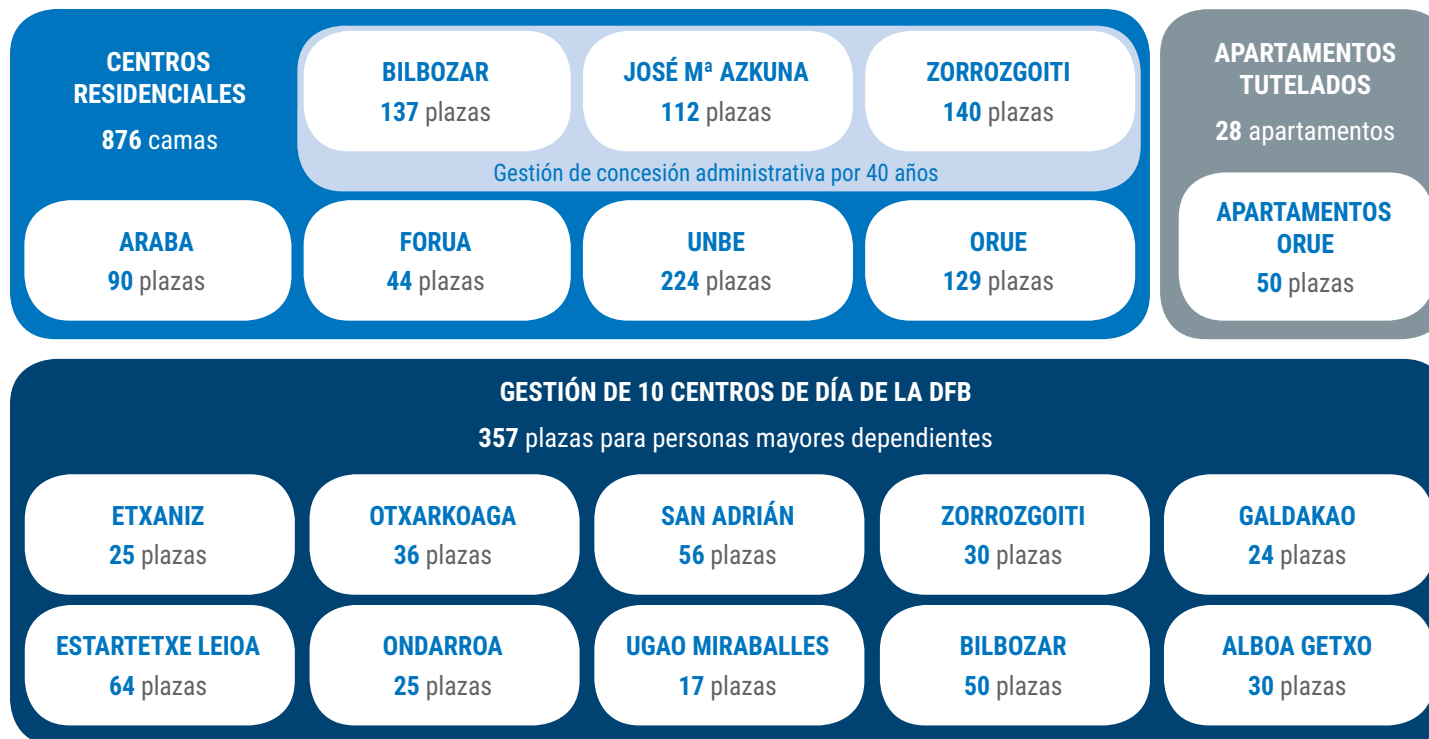 CENTROS
RESIDENCIALES
876 camas
BILBOZAR
137 plazas
JOSÉ Mª AZKUNA
112 plazas
ZORROZGOITI
140 plazas
Gestión de concesión administrativa por 40 años
ARABA
90 plazas
FORUA
44 plazas
UNBE
224 plazas
ORUE
129 plazas
APARTAMENTOS
TUTELADOS
28 apartamentos
APARTAMENTOS
ORUE
50 plazas
GESTIÓN DE 10 CENTROS DE DÍA DE LA DFB
357 plazas para personas mayores dependientes
ETXANIZ
25 plazas
OTXARKOAGA
36 plazas
SAN ADRIÁN
56 plazas
ZORROZGOITI
30 plazas
GALDAKAO
24 plazas
ESTARTETXE LEIOA
64 plazas
ONDARROA
25 plazas
UGAO MIRABALLES
17 plazas
BILBOZAR
50 plazas
ALBOA GETXO
30 plazas